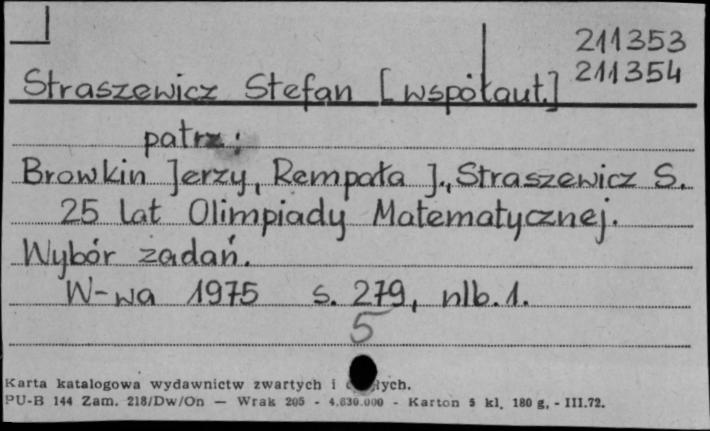 211353
211354
Straszewicz Stefan [współaut.]
patrz:
Browkin Jerzy, Rempała J., Straszewicz S.
25 lat Olimpiady Matematycznej.
Wybór zadań.
W-wa 1975 s. 279, nlb. 1.
5
Karta katalogowa wydawnictw zwartych i
PU-B 144 Zam. 218/Dw/On — Wrak 205 - 4.630.000 - Karton 5 kl. 180 g. - III.72.